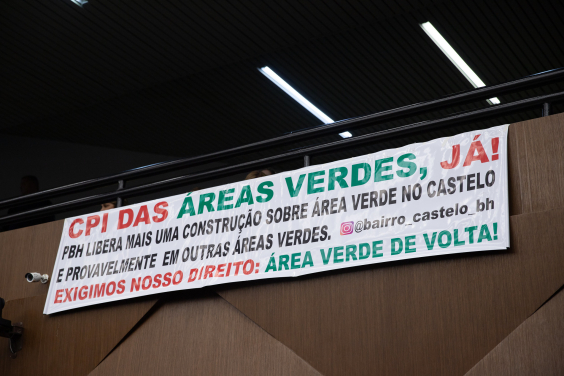 CPI DAS ÁREAS VERDES, JÁ!
PBH LIBERA MAIS UMA CONSTRUÇÃO SOBRE ÁREA VERDE NO CASTELO
E PROVAVELMENTE EM OUTRAS ÁREAS VERDES. @bairro_castelo_bh
EXIGIMOS NOSSO DIREITO: ÁREA VERDE DE VOLTA!